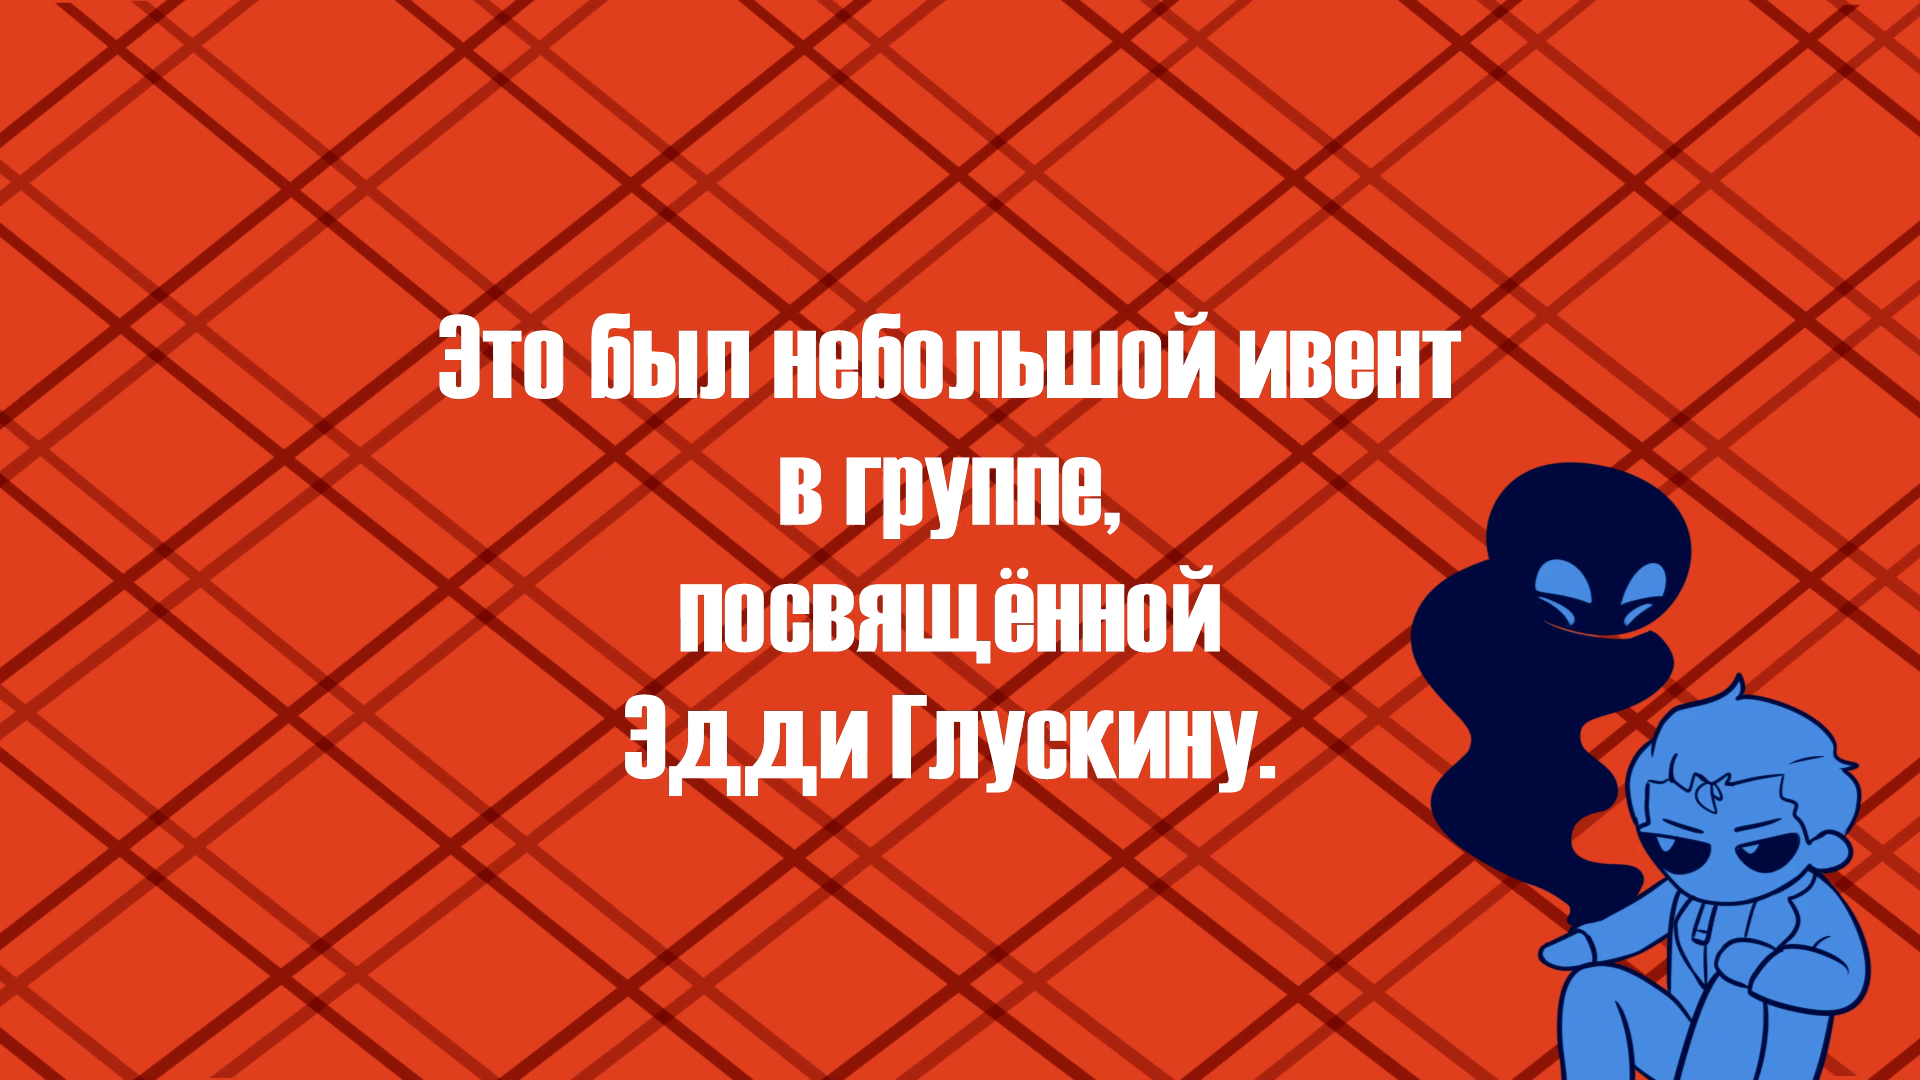 Это был небольшой ивент
в группе,
посвящённой
Эдди Глускину.